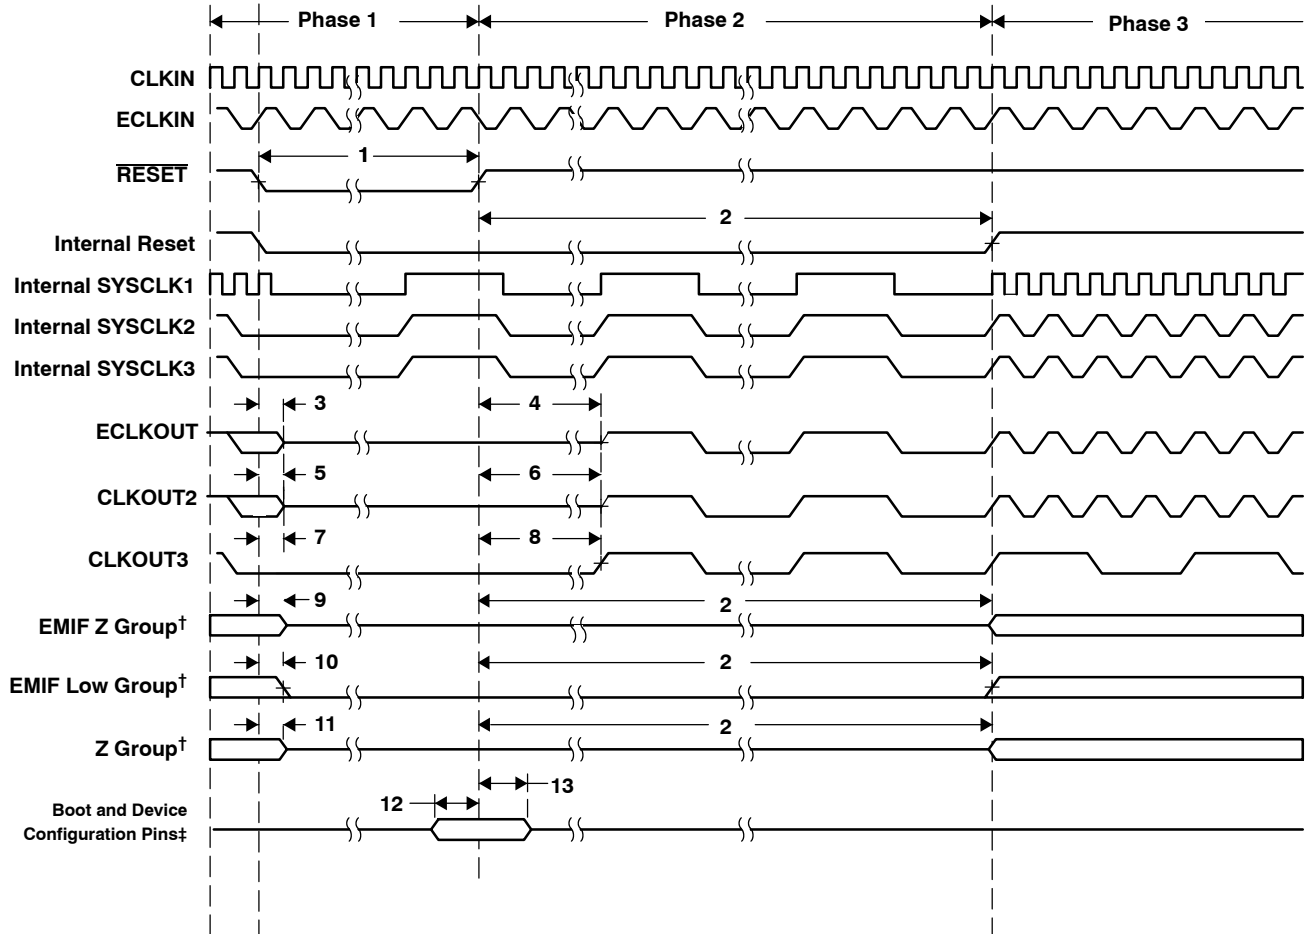 Phase 1 Phase 2 Phase 3
CLKIN
ECLKIN
1
RESET
2
Internal Reset
Internal SYSCLK1
Internal SYSCLK2
Internal SYSCLK3
3 4
ECLKOUT
5 6
CLKOUT2
7 8
CLKOUT3
9 2
EMIF Z Group†
10 2
EMIF Low Group†
11 2
Z Group†
13
12
Boot and Device
Configuration Pins‡